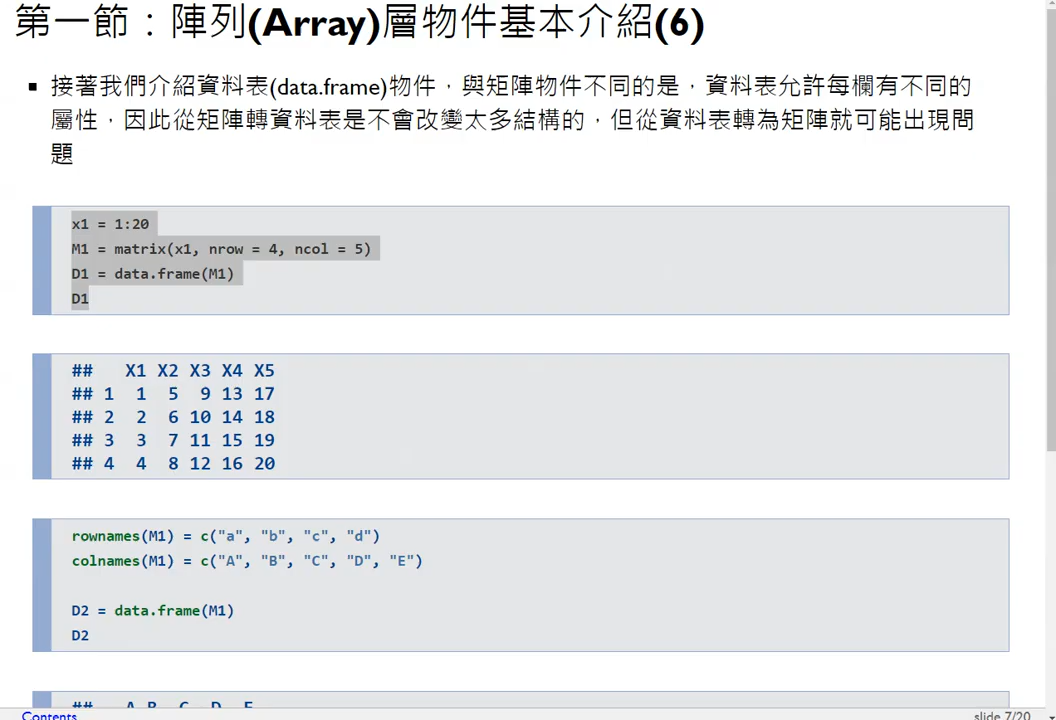 第一節：陣列(Array)層物件基本介紹(6)
▪ 接著我們介紹資料表(data.frame)物件，與矩陣物件不同的是，資料表允許每欄有不同的
屬性，因此從矩陣轉資料表是不會改變太多結構的，但從資料表轉為矩陣就可能出現問
題
x1 = 1:20
M1 = matrix(x1, nrow = 4, ncol = 5)
D1 = data.frame(M1)
D1
##   X1 X2 X3 X4 X5
## 1  1  5  9 13 17
## 2  2  6 10 14 18
## 3  3  7 11 15 19
## 4  4  8 12 16 20
rownames(M1) = c("a", "b", "c", "d")
colnames(M1) = c("A", "B", "C", "D", "E")
D2 = data.frame(M1)
D2
##   A B  C  D  E
Contents
slide 7/20